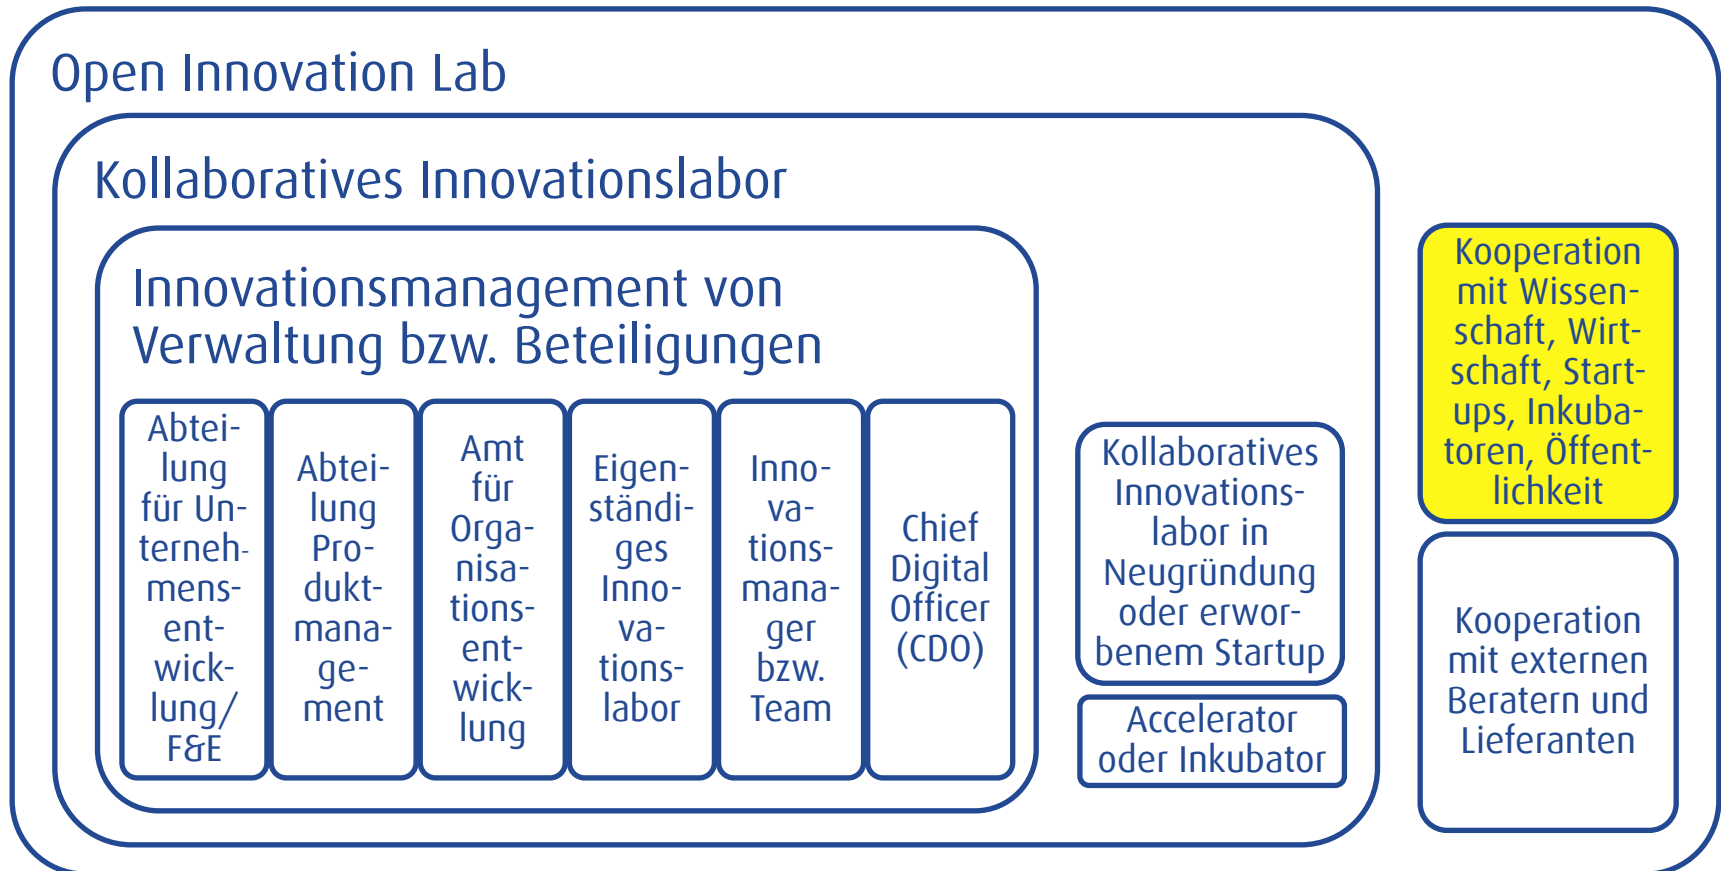 Open Innovation Lab
Kollaboratives Innovationslabor
Innovationsmanagement von
Verwaltung bzw. Beteiligungen
Abtei-
lung
für Un-
terneh-
mens-
ent-
wick-
lung/
F&E
Abtei-
lung
Pro-
dukt-
mana-
ge-
ment
Amt
für
Orga-
nisa-
tions-
ent-
wick-
lung
Eigen-
ständi-
ges
Inno-
va-
tions-
labor
Inno-
va-
tions-
mana-
ger
bzw.
Team
Chief
Digital
Officer
(CDO)
Kollaboratives
Innovations-
labor in
Neugründung
oder erwor-
benem Startup
Accelerator
oder Inkubator
Kooperation
mit Wissen-
schaft, Wirt-
schaft, Start-
ups, Inkuba-
toren, Öffent-
lichkeit
Kooperation
mit externen
Beratern und
Lieferanten